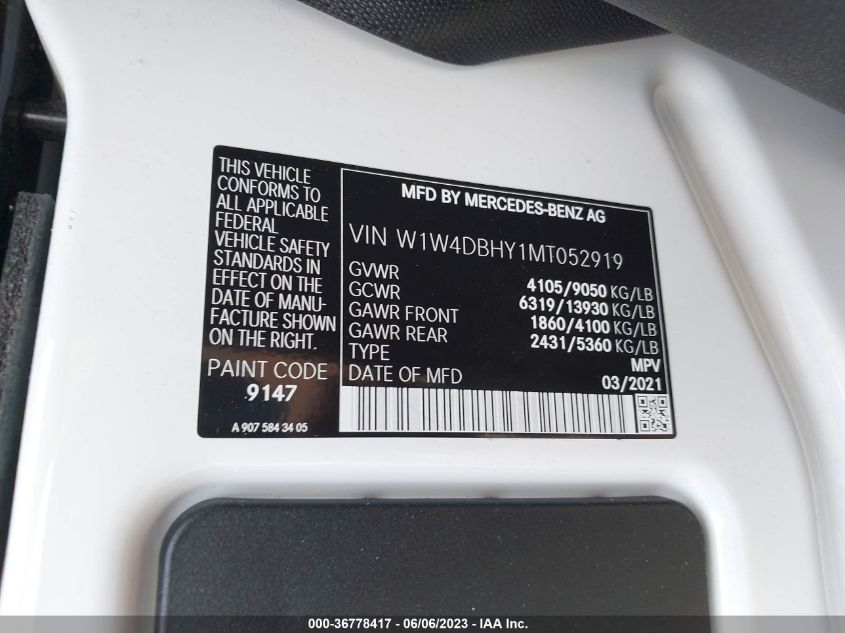 THIS VEHICLE
CONFORMS TO
ALL APPLICABLE
FEDERAL
VEHICLE SAFETY
STANDARDS IN
EFFECT ON THE
DATE OF MANU-
FACTURE SHOWN
ON THE RIGHT.
PAINT CODE
9147
A 907 584 34 05
MFD BY MERCEDES-BENZ AG
VIN W1W4DBHY1MT052919
GVWR 4105/9050 KG/LB
GCWR 6319/13930 KG/LB
GAWR FRONT 1860/4100 KG/LB
GAWR REAR 2431/5360 KG/LB
TYPE MPV
DATE OF MFD 03/2021
000-36778417 - 06/06/2023 - IAA Inc.